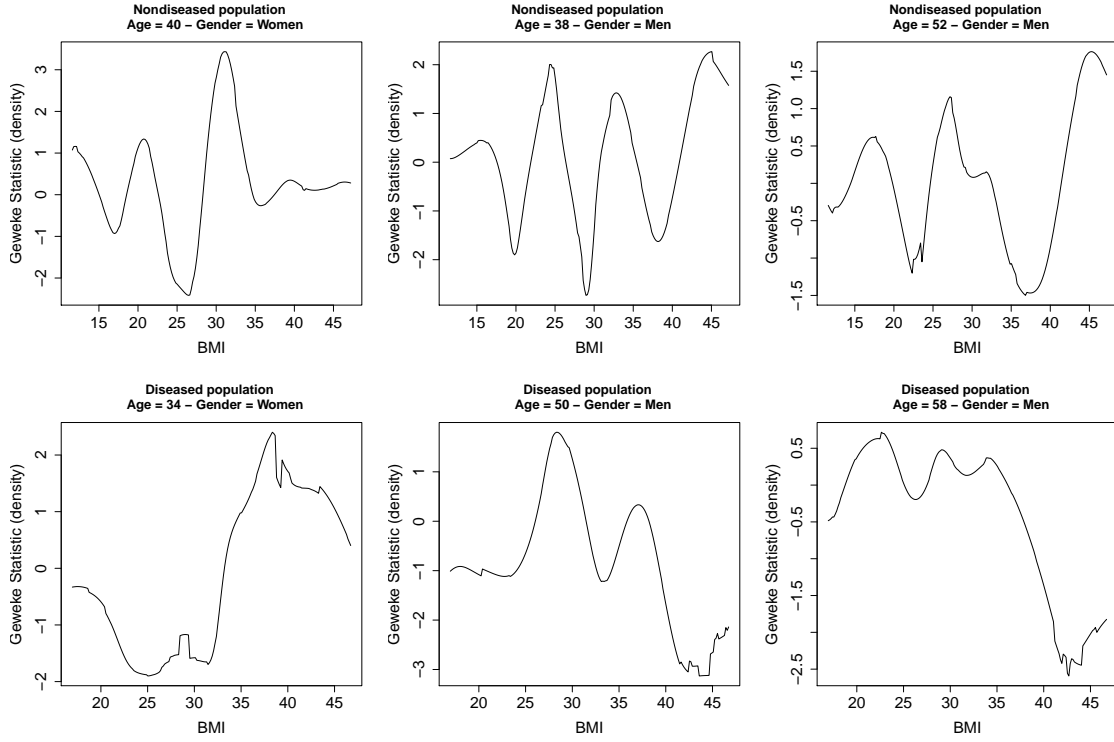 Nondiseased population
Age = 40 – Gender = Women
Geweke Statistic (density)
3
2
1
0
−1
−2
15 20 25 30 35 40 45
BMI
Nondiseased population
Age = 38 – Gender = Men
Geweke Statistic (density)
2
1
0
−1
−2
15 20 25 30 35 40 45
BMI
Nondiseased population
Age = 52 – Gender = Men
Geweke Statistic (density)
1.5
1.0
0.5
−0.5
−1.5
15 20 25 30 35 40 45
BMI
Diseased population
Age = 34 – Gender = Women
Geweke Statistic (density)
2
1
0
−1
−2
20 25 30 35 40 45
BMI
Diseased population
Age = 50 – Gender = Men
Geweke Statistic (density)
1
0
−1
−2
−3
20 25 30 35 40 45
BMI
Diseased population
Age = 58 – Gender = Men
Geweke Statistic (density)
0.5
−0.5
−1.5
−2.5
20 25 30 35 40 45
BMI